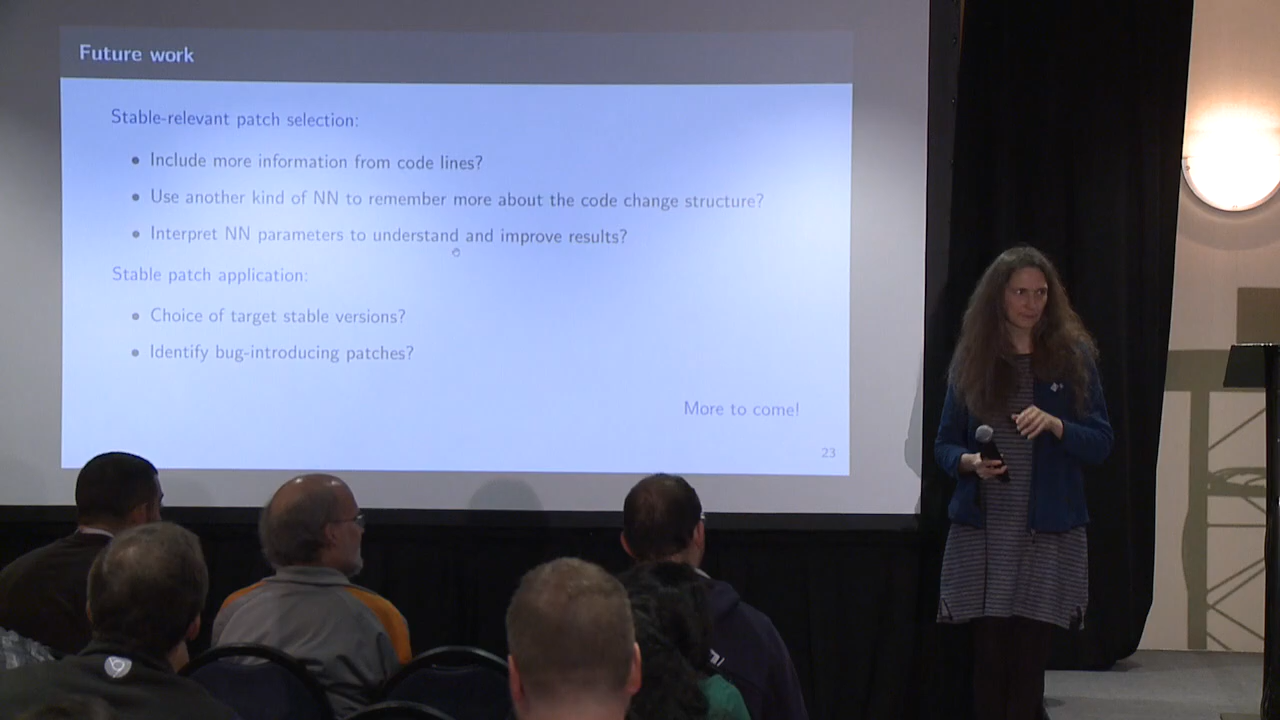 Future work
Stable-relevant patch selection:
Include more information from code lines?
Use another kind of NN to remember more about the code change structure?
Interpret NN parameters to understand and improve results?
Stable patch application:
Choice of target stable versions?
Identify bug-introducing patches?
More to come!
23